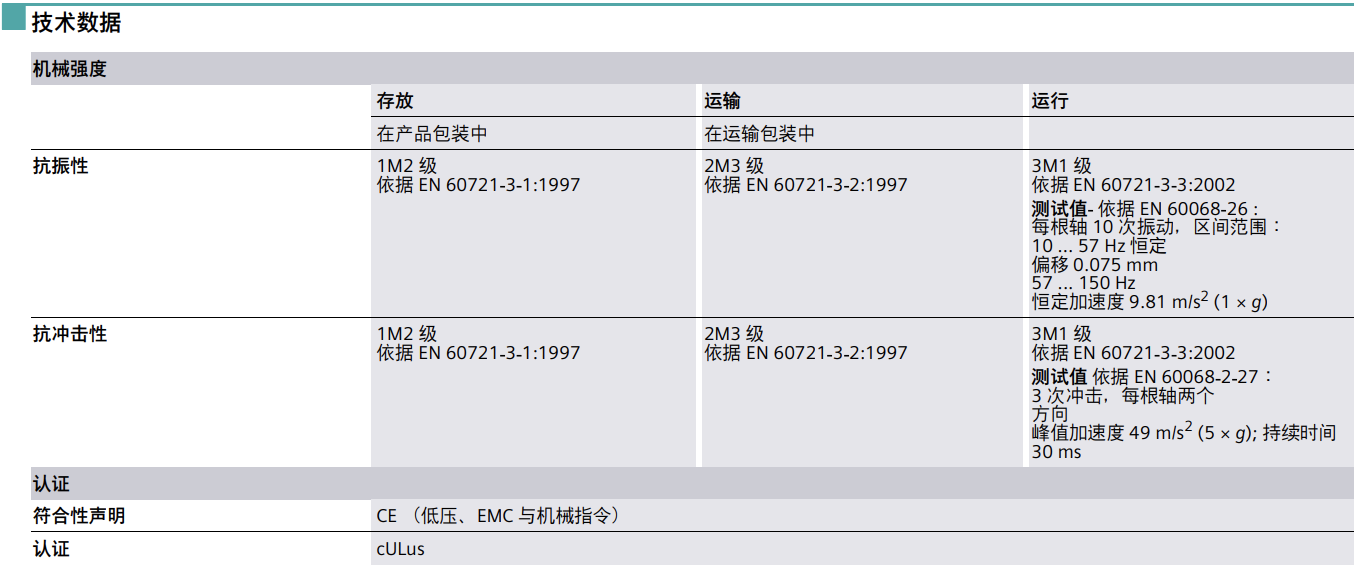 技术数据
机械强度
存放 运输 运行
在产品包装中 在运输包装中
抗振性 1M2 级 2M3 级 3M1 级
依据 EN 60721-3-1:1997 依据 EN 60721-3-2:1997 依据 EN 60721-3-3:2002
测试值- 依据 EN 60068-26：
每根轴 10 次振动，区间范围：
10 ... 57 Hz 恒定
偏移 0.075 mm
57 ... 150 Hz
恒定加速度 9.81 m/s² (1 × g)
抗冲击性 1M2 级 2M3 级 3M1 级
依据 EN 60721-3-1:1997 依据 EN 60721-3-2:1997 依据 EN 60721-3-3:2002
测试值 依据 EN 60068-2-27：
3 次冲击，每根轴两个
方向
峰值加速度 49 m/s² (5 × g); 持续时间
30 ms
认证
符合性声明 CE （低压、EMC 与机械指令）
认证 cULus